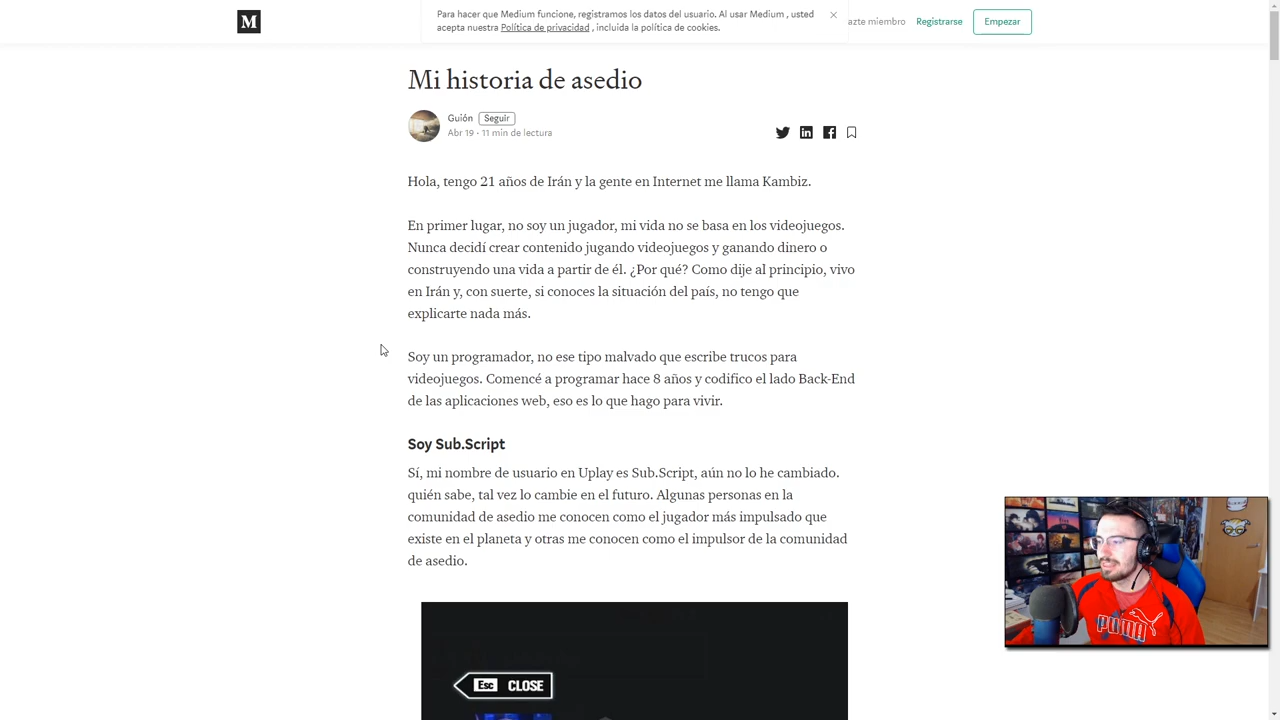 M
Para hacer que Medium funcione, registramos los datos del usuario. Al usar Medium , usted
acepta nuestra Política de privacidad , incluida la política de cookies.
azte miembro
Registrarse
Empezar
Mi historia de asedio
Guión Seguir
Abr 19 · 11 min de lectura
Hola, tengo 21 años de Irán y la gente en Internet me llama Kambiz.
En primer lugar, no soy un jugador, mi vida no se basa en los videojuegos.
Nunca decidí crear contenido jugando videojuegos y ganando dinero o
construyendo una vida a partir de él. ¿Por qué? Como dije al principio, vivo
en Irán y, con suerte, si conoces la situación del país, no tengo que
explicarte nada más.
Soy un programador, no ese tipo malvado que escribe trucos para
videojuegos. Comencé a programar hace 8 años y codifico el lado Back-End
de las aplicaciones web, eso es lo que hago para vivir.
Soy Sub.Script
Sí, mi nombre de usuario en Uplay es Sub.Script, aún no lo he cambiado.
quién sabe, tal vez lo cambie en el futuro. Algunas personas en la
comunidad de asedio me conocen como el jugador más impulsado que
existe en el planeta y otras me conocen como el impulsor de la comunidad
de asedio.
Esc CLOSE
PUMA